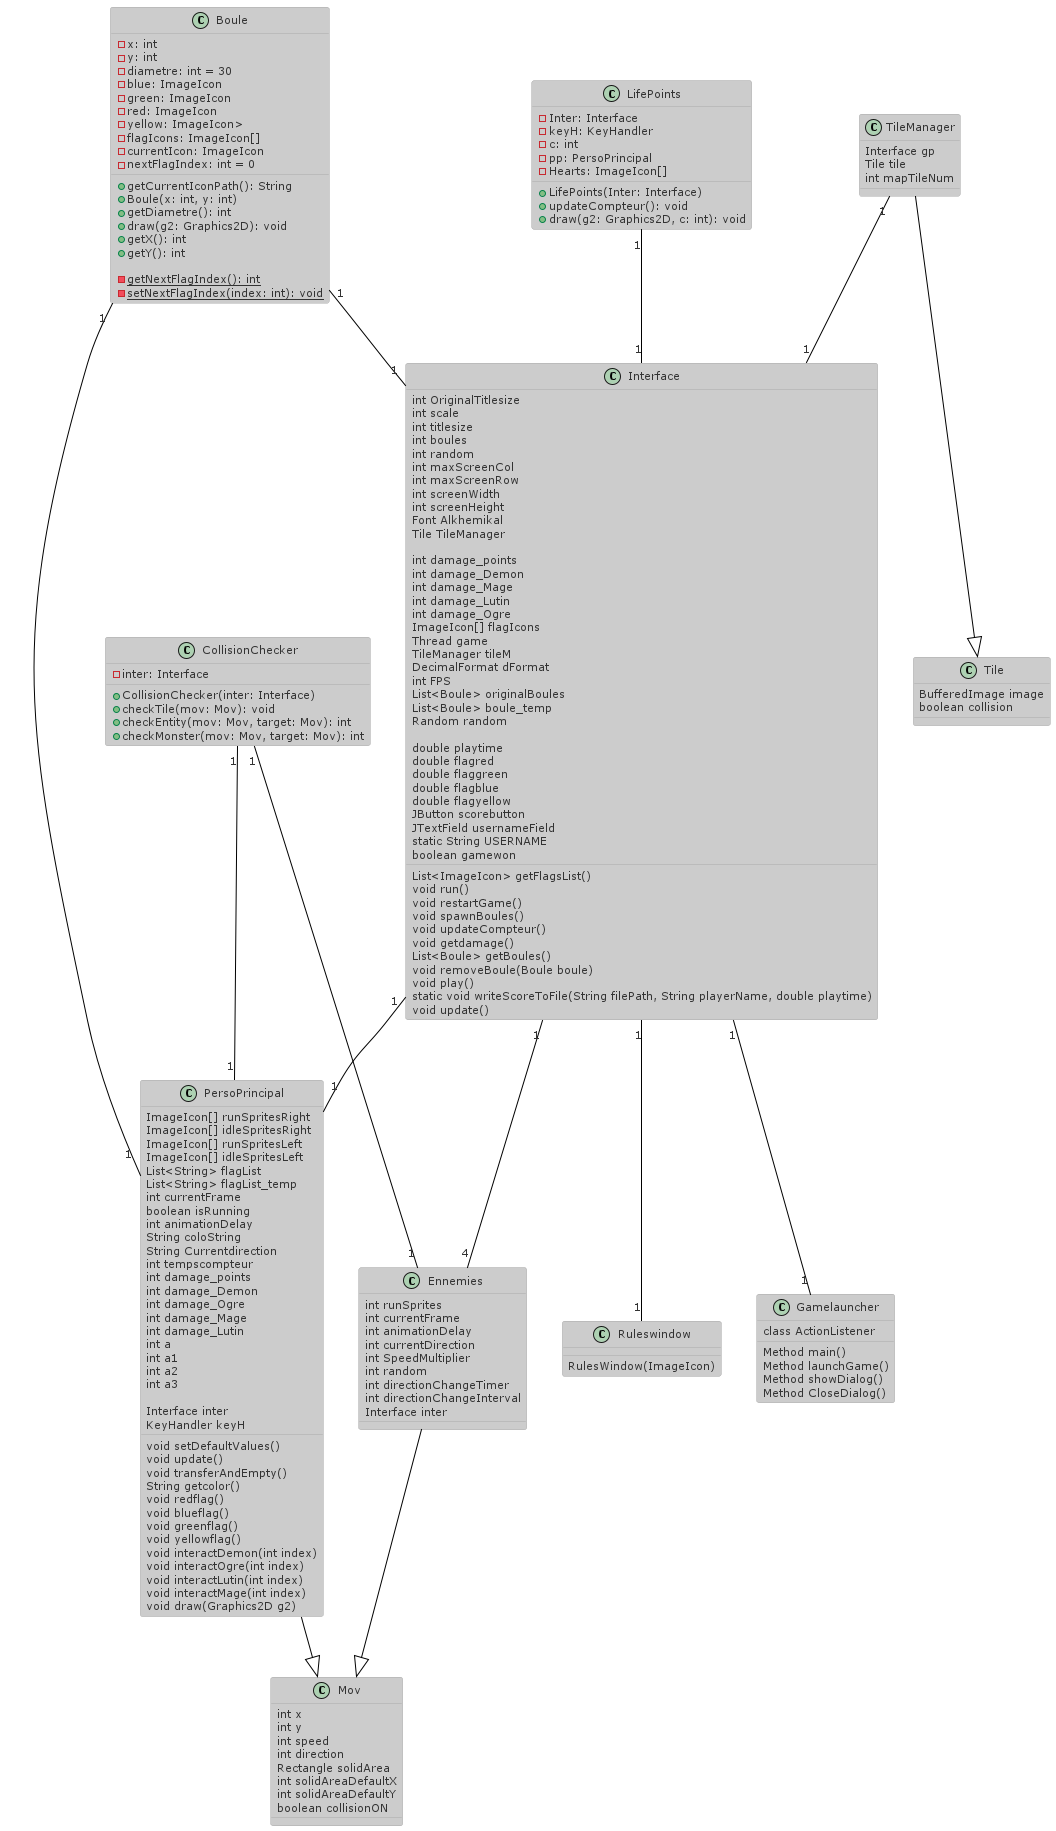 C Boule
x: int
y: int
diametre: int = 30
blue: ImageIcon
green: ImageIcon
red: ImageIcon
yellow: ImageIcon>
flagIcons: ImageIcon[]
currentIcon: ImageIcon
nextFlagIndex: int = 0
getCurrentIconPath(): String
Boule(x: int, y: int)
getDiametre(): int
draw(g2: Graphics2D): void
getX(): int
getY(): int
getNextFlagIndex(): int
setNextFlagIndex(index: int): void
C LifePoints
Inter: Interface
keyH: KeyHandler
c: int
pp: PersoPrincipal
Hearts: ImageIcon[]
LifePoints(Inter: Interface)
updateCompteur(): void
draw(g2: Graphics2D, c: int): void
C TileManager
Interface gp
Tile tile
int mapTileNum
1
1
1
1
1
1
1
1
C Interface
int OriginalTitlesize
int scale
int titlesize
int boules
int random
int maxScreenCol
int maxScreenRow
int screenWidth
int screenHeight
Font Alkhemikal
Tile TileManager
int damage_points
int damage_Demon
int damage_Mage
int damage_Lutin
int damage_Ogre
ImageIcon[] flagIcons
Thread game
TileManager tileM
DecimalFormat dFormat
int FPS
List<Boule> originalBoules
List<Boule> boule_temp
Random random
double playtime
double flagred
double flaggreen
double flagblue
double flagyellow
JButton scorebutton
JTextField usernameField
static String USERNAME
boolean gamewon
List<ImageIcon> getFlagsList()
void run()
void restartGame()
void spawnBoules()
void updateCompteur()
void getdamage()
List<Boule> getBoules()
void removeBoule(Boule boule)
void play()
static void writeScoreToFile(String filePath, String playerName, double playtime)
void update()
C CollisionChecker
inter: Interface
CollisionChecker(inter: Interface)
checkTile(mov: Mov): void
checkEntity(mov: Mov, target: Mov): int
checkMonster(mov: Mov, target: Mov): int
C Tile
BufferedImage image
boolean collision
1
1
1
1
1
1
1
1
1
1
4
1
1
C PersoPrincipal
ImageIcon[] runSpritesRight
ImageIcon[] idleSpritesRight
ImageIcon[] runSpritesLeft
ImageIcon[] idleSpritesLeft
List<String> flagList
List<String> flagList_temp
int currentFrame
boolean isRunning
int animationDelay
String coloString
String Currentdirection
int tempscompteur
int damage_points
int damage_Demon
int damage_Ogre
int damage_Mage
int damage_Lutin
int a
int a1
int a2
int a3
Interface inter
KeyHandler keyH
void setDefaultValues()
void update()
void transferAndEmpty()
String getcolor()
void redflag()
void blueflag()
void greenflag()
void yellowflag()
void interactDemon(int index)
void interactOgre(int index)
void interactLutin(int index)
void interactMage(int index)
void draw(Graphics2D g2)
C Ennemies
int runSprites
int currentFrame
int animationDelay
int currentDirection
int SpeedMultiplier
int random
int directionChangeTimer
int directionChangeInterval
Interface inter
C Ruleswindow
RulesWindow(ImageIcon)
C Gamelauncher
class ActionListener
Method main()
Method launchGame()
Method showDialog()
Method CloseDialog()
C Mov
int x
int y
int speed
int direction
Rectangle solidArea
int solidAreaDefaultX
int solidAreaDefaultY
boolean collisionON